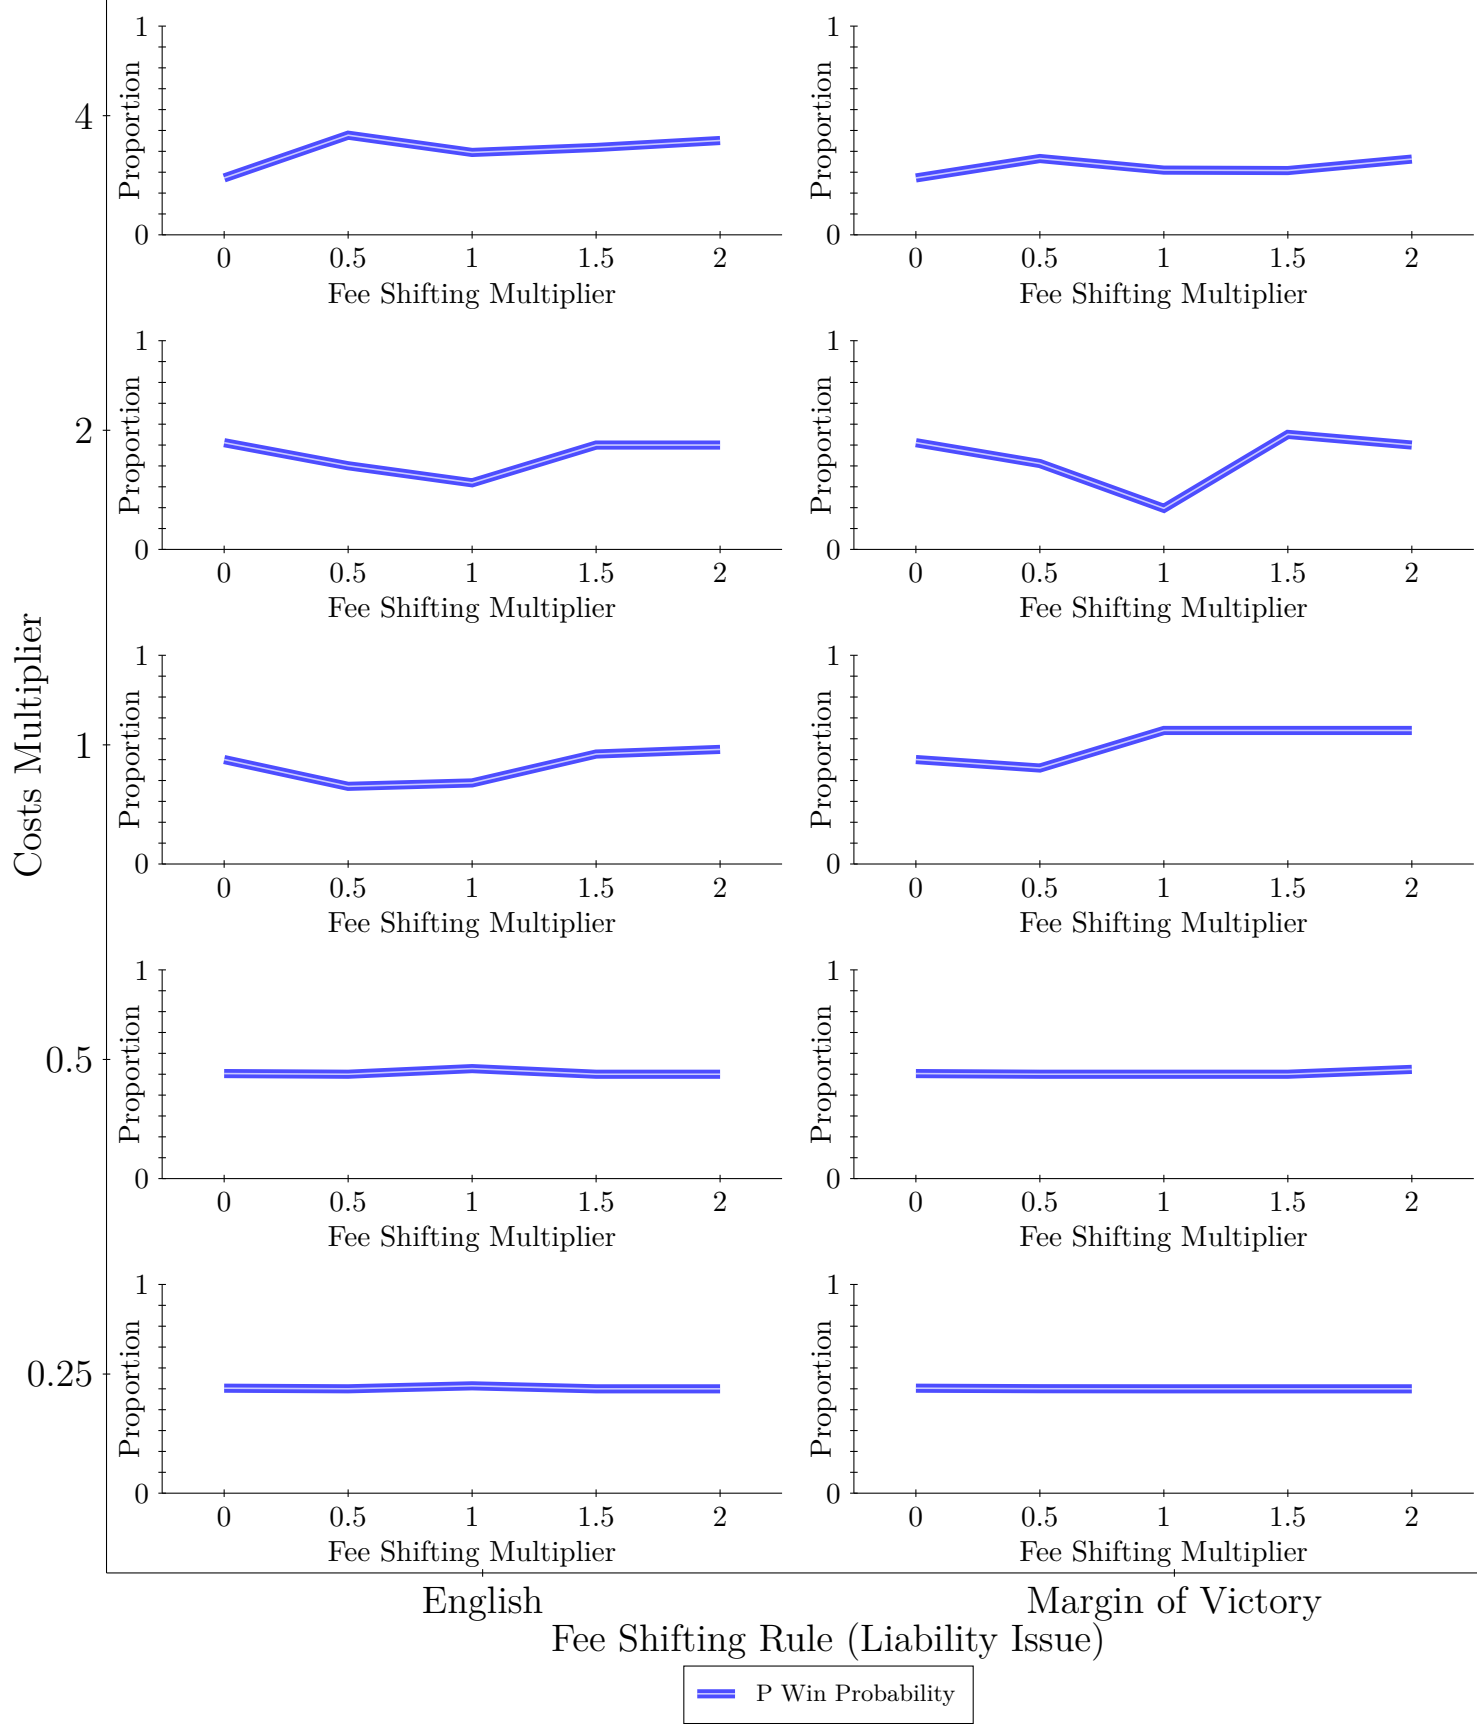 1
Proportion
0
0 0.5 1 1.5 2
Fee Shifting Multiplier
1
Proportion
0
0 0.5 1 1.5 2
Fee Shifting Multiplier
4
1
Proportion
0
0 0.5 1 1.5 2
Fee Shifting Multiplier
1
Proportion
0
0 0.5 1 1.5 2
Fee Shifting Multiplier
2
Costs Multiplier
1
Proportion
0
0 0.5 1 1.5 2
Fee Shifting Multiplier
1
Proportion
0
0 0.5 1 1.5 2
Fee Shifting Multiplier
1
1
Proportion
0
0 0.5 1 1.5 2
Fee Shifting Multiplier
1
Proportion
0
0 0.5 1 1.5 2
Fee Shifting Multiplier
0.5
1
Proportion
0
0 0.5 1 1.5 2
Fee Shifting Multiplier
1
Proportion
0
0 0.5 1 1.5 2
Fee Shifting Multiplier
0.25
English
Margin of Victory
Fee Shifting Rule (Liability Issue)
P Win Probability